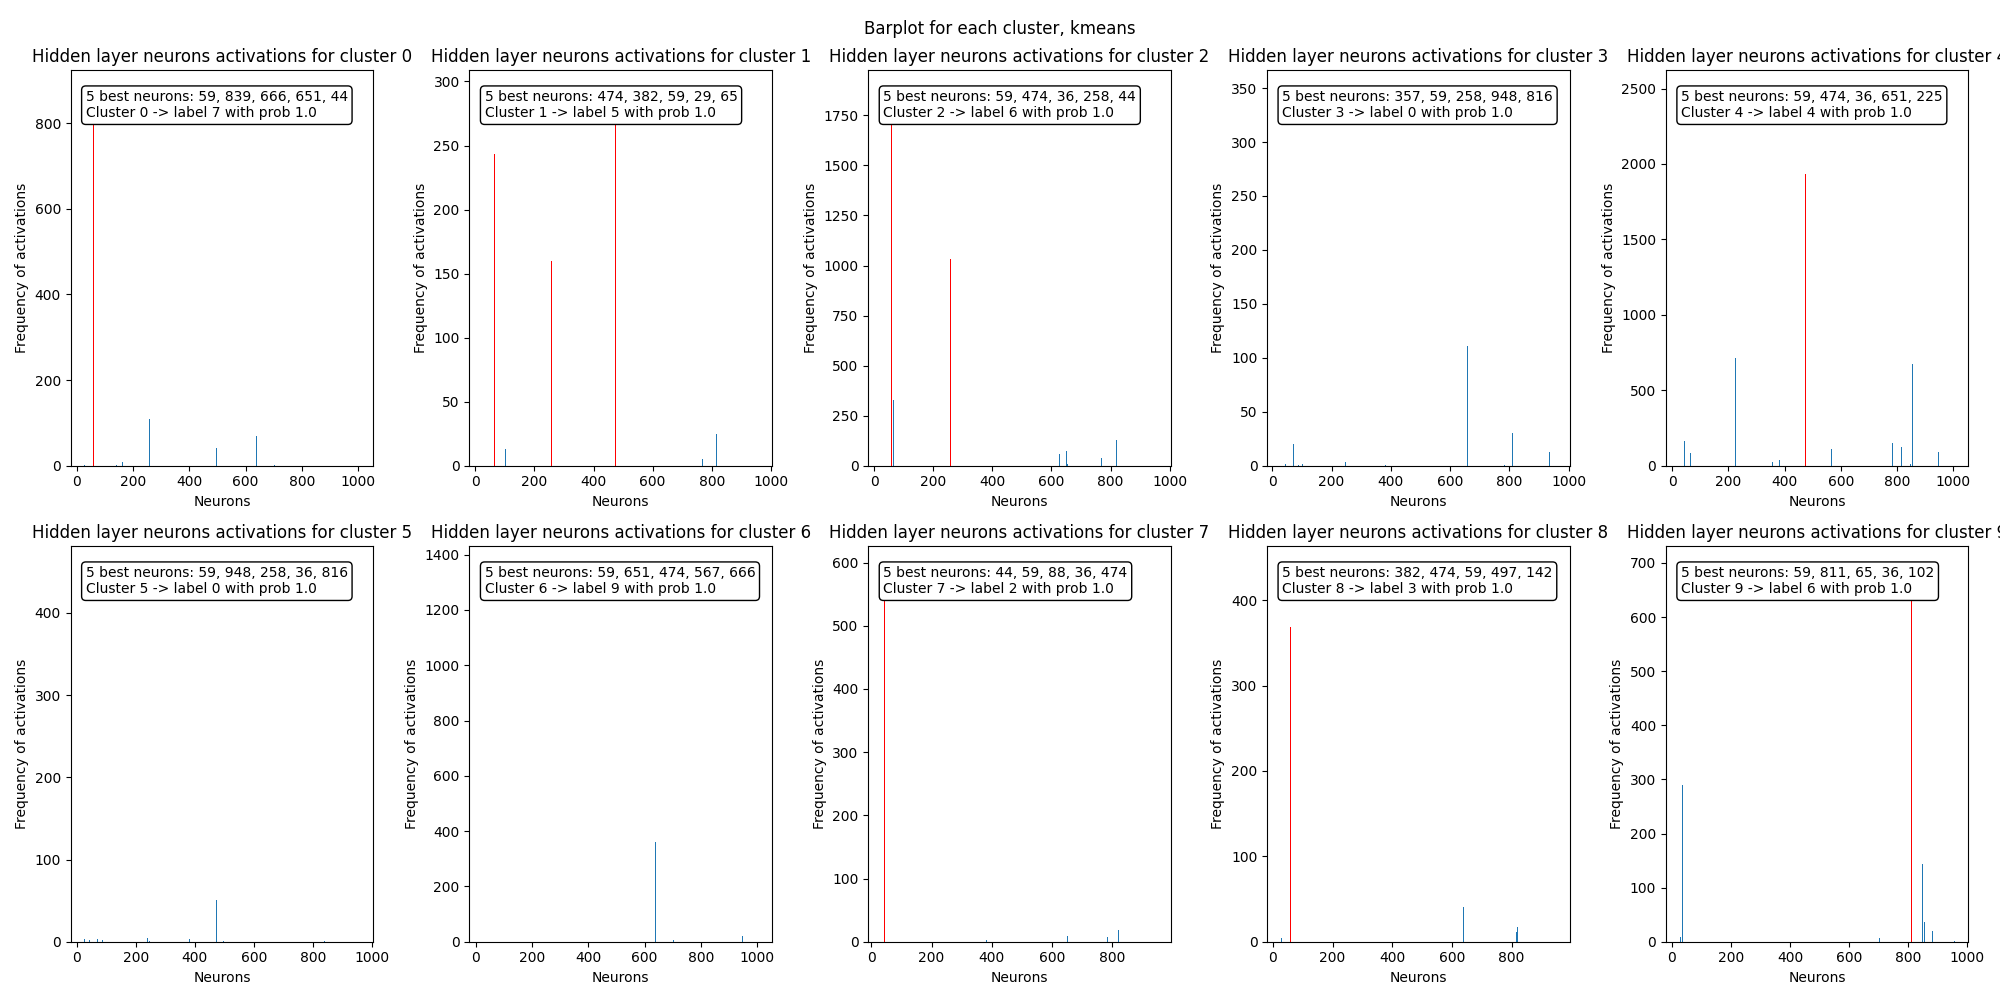 Barplot for each cluster, kmeans
Hidden layer neurons activations for cluster 0
5 best neurons: 59, 839, 666, 651, 44
Cluster 0 -> label 7 with prob 1.0
Frequency of activations
800
600
400
200
0
0 200 400 600 800 1000
Neurons
Hidden layer neurons activations for cluster 1
5 best neurons: 474, 382, 59, 29, 65
Cluster 1 -> label 5 with prob 1.0
Frequency of activations
300
250
200
150
100
50
0
0 200 400 600 800 1000
Neurons
Hidden layer neurons activations for cluster 2
5 best neurons: 59, 474, 36, 258, 44
Cluster 2 -> label 6 with prob 1.0
Frequency of activations
1750
1500
1250
1000
750
500
250
0
0 200 400 600 800 1000
Neurons
Hidden layer neurons activations for cluster 3
5 best neurons: 357, 59, 258, 948, 816
Cluster 3 -> label 0 with prob 1.0
Frequency of activations
350
300
250
200
150
100
50
0
0 200 400 600 800 1000
Neurons
Hidden layer neurons activations for cluster 4
5 best neurons: 59, 474, 36, 651, 225
Cluster 4 -> label 4 with prob 1.0
Frequency of activations
2500
2000
1500
1000
500
0
0 200 400 600 800 1000
Neurons
Hidden layer neurons activations for cluster 5
5 best neurons: 59, 948, 258, 36, 816
Cluster 5 -> label 0 with prob 1.0
Frequency of activations
400
300
200
100
0
0 200 400 600 800 1000
Neurons
Hidden layer neurons activations for cluster 6
5 best neurons: 59, 651, 474, 567, 666
Cluster 6 -> label 9 with prob 1.0
Frequency of activations
1400
1200
1000
800
600
400
200
0
0 200 400 600 800 1000
Neurons
Hidden layer neurons activations for cluster 7
5 best neurons: 44, 59, 88, 36, 474
Cluster 7 -> label 2 with prob 1.0
Frequency of activations
600
500
400
300
200
100
0
0 200 400 600 800
Neurons
Hidden layer neurons activations for cluster 8
5 best neurons: 382, 474, 59, 497, 142
Cluster 8 -> label 3 with prob 1.0
Frequency of activations
400
300
200
100
0
0 200 400 600 800
Neurons
Hidden layer neurons activations for cluster 9
5 best neurons: 59, 811, 65, 36, 102
Cluster 9 -> label 6 with prob 1.0
Frequency of activations
700
600
500
400
300
200
100
0
0 200 400 600 800 1000
Neurons